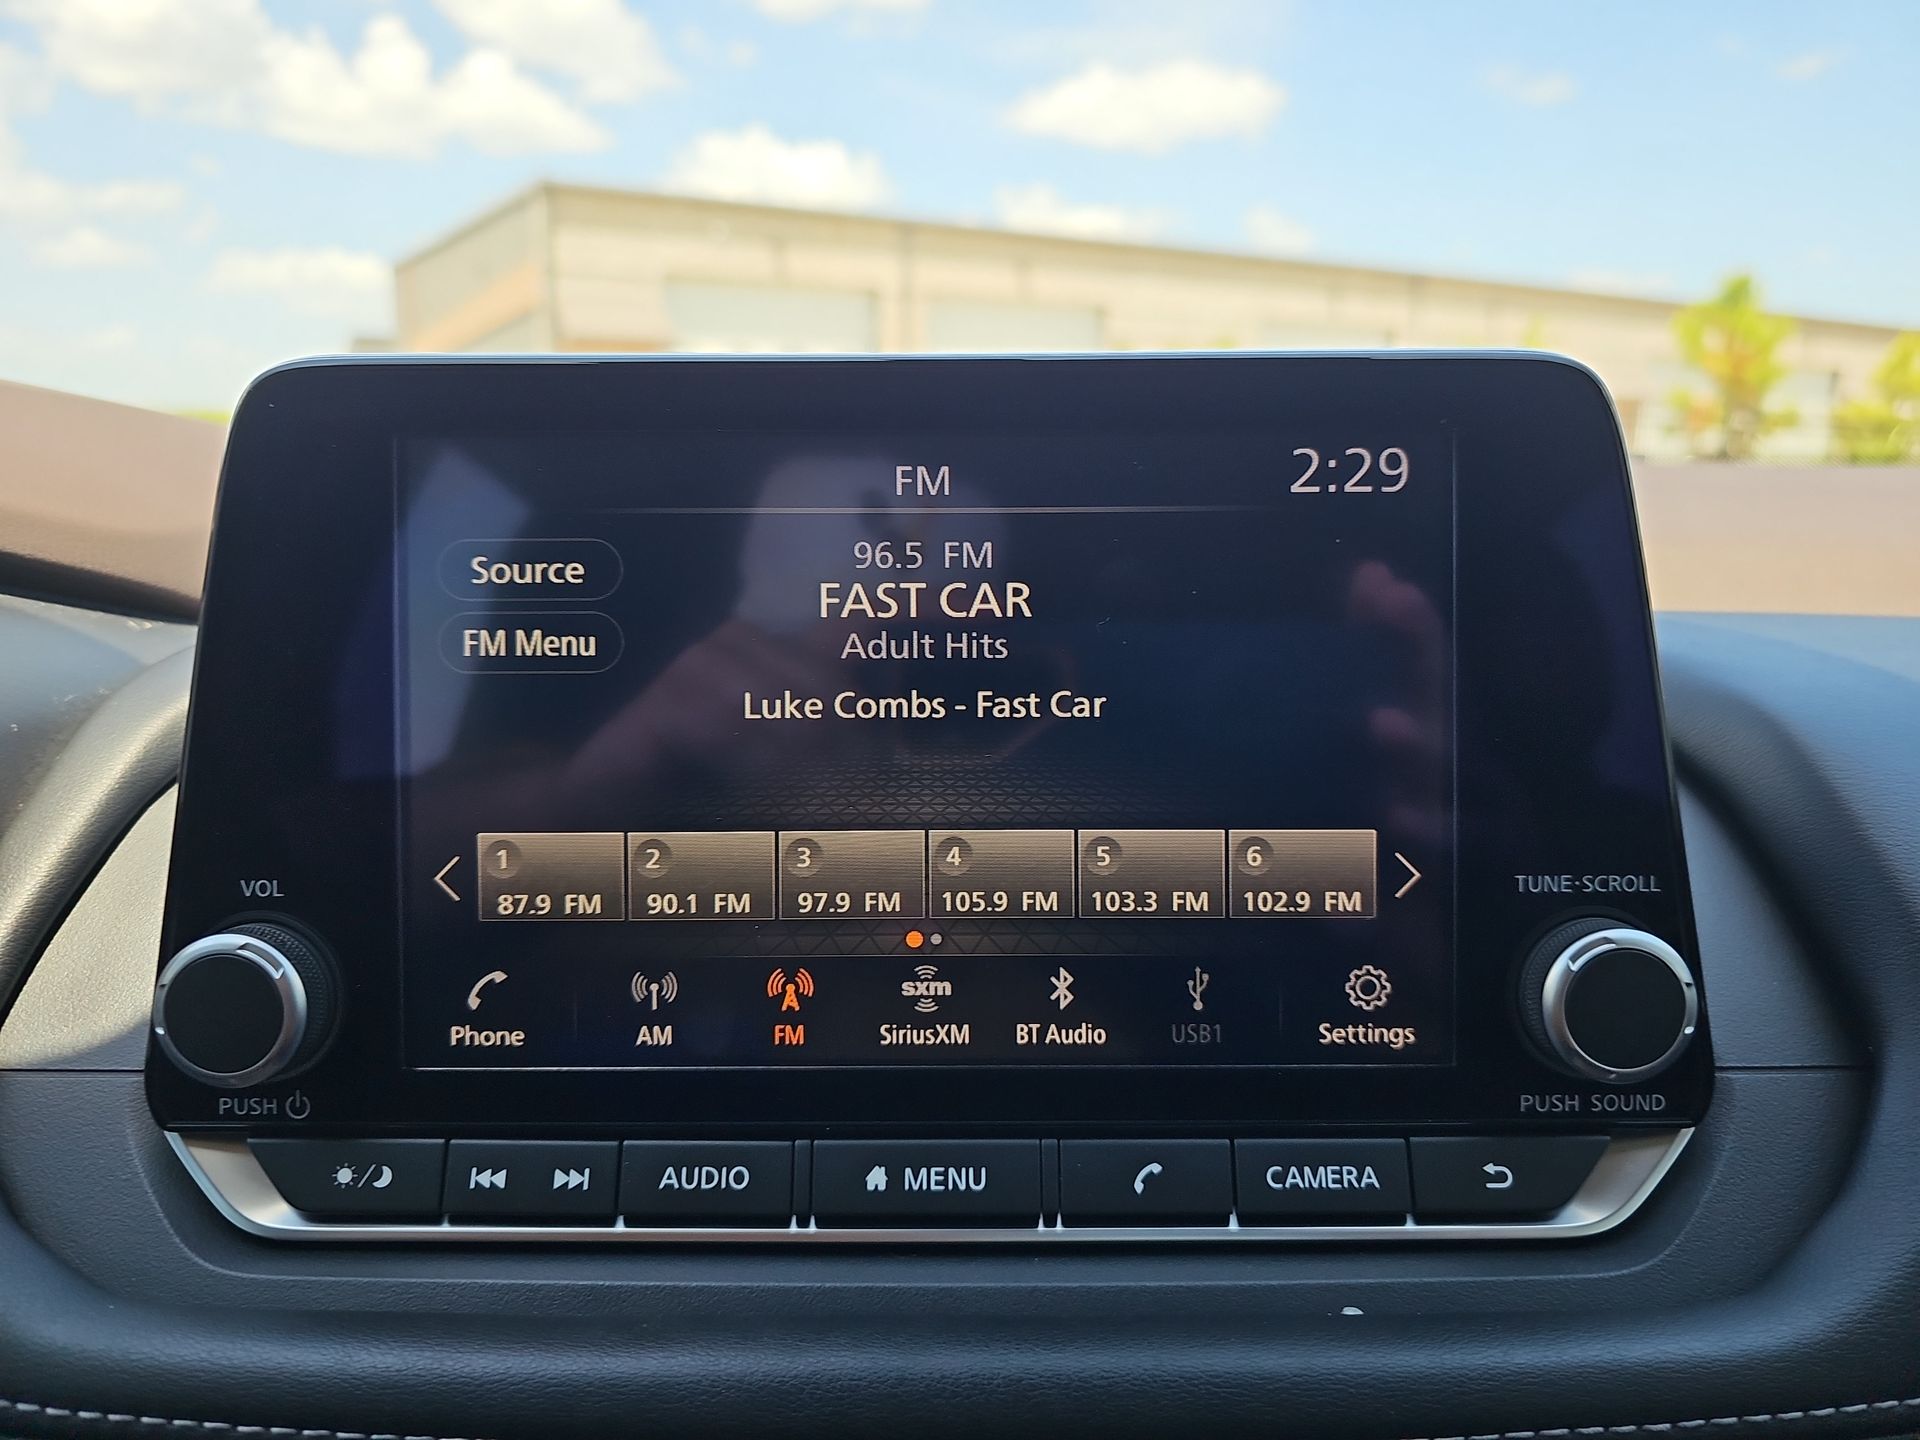 FM
2:29
Source
FM Menu
96.5 FM
FAST CAR
Adult Hits
Luke Combs - Fast Car
1
87.9 FM
2
90.1 FM
3
97.9 FM
4
105.9 FM
5
103.3 FM
6
102.9 FM
VOL
TUNE·SCROLL
Phone
AM
FM
sxm
SiriusXM
BT Audio
USB1
Settings
PUSH
PUSH SOUND
AUDIO
MENU
CAMERA